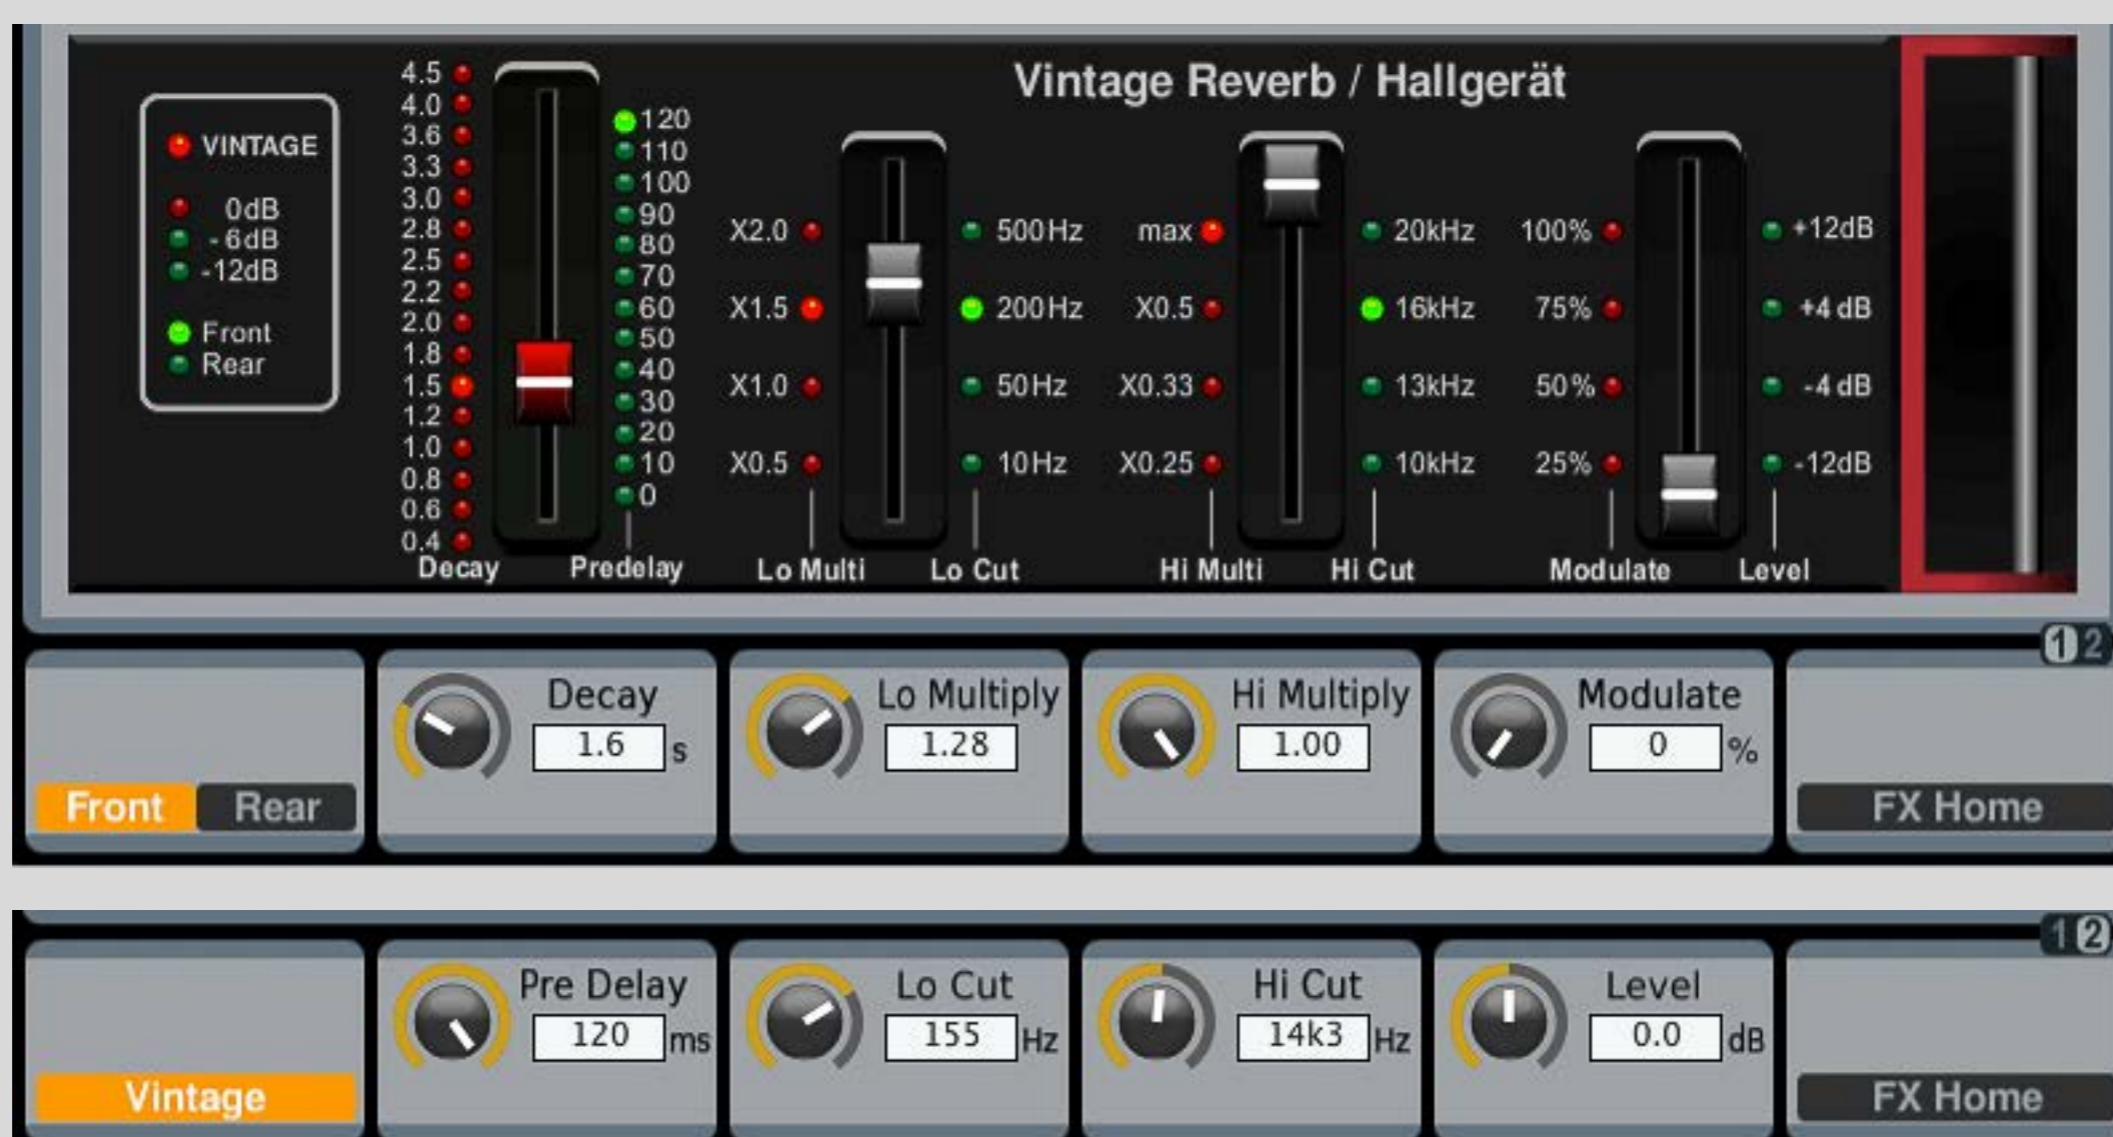 Vintage Reverb / Hallgerät
VINTAGE
0dB
- 6dB
-12dB
Front
Rear
4.5
4.0
3.6
3.3
3.0
2.8
2.5
2.2
2.0
1.8
1.5
1.2
1.0
0.8
0.6
0.4
Decay
120
110
100
90
80
70
60
50
40
30
20
10
0
Predelay
X2.0
X1.5
X1.0
X0.5
Lo Multi
500Hz
200Hz
50Hz
10Hz
Lo Cut
max
X0.5
X0.33
X0.25
Hi Multi
20kHz
16kHz
13kHz
10kHz
Hi Cut
100%
75%
50%
25%
Modulate
+12dB
+4 dB
-4 dB
-12dB
Level
1 2
Front Rear
Decay
1.6 s
Lo Multiply
1.28
Hi Multiply
1.00
Modulate
0 %
FX Home
1 2
Vintage
Pre Delay
120 ms
Lo Cut
155 Hz
Hi Cut
14k3 Hz
Level
0.0 dB
FX Home